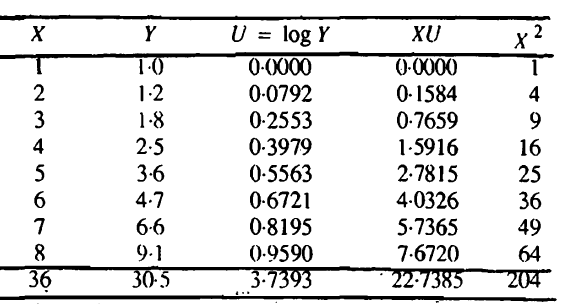 X Y U = log Y XU X²
1 1·0 0·0000 0·0000 1
2 1·2 0·0792 0·1584 4
3 1·8 0·2553 0·7659 9
4 2·5 0·3979 1·5916 16
5 3·6 0·5563 2·7815 25
6 4·7 0·6721 4·0326 36
7 6·6 0·8195 5·7365 49
8 9·1 0·9590 7·6720 64
36 30·5 3·7393 22·7385 204